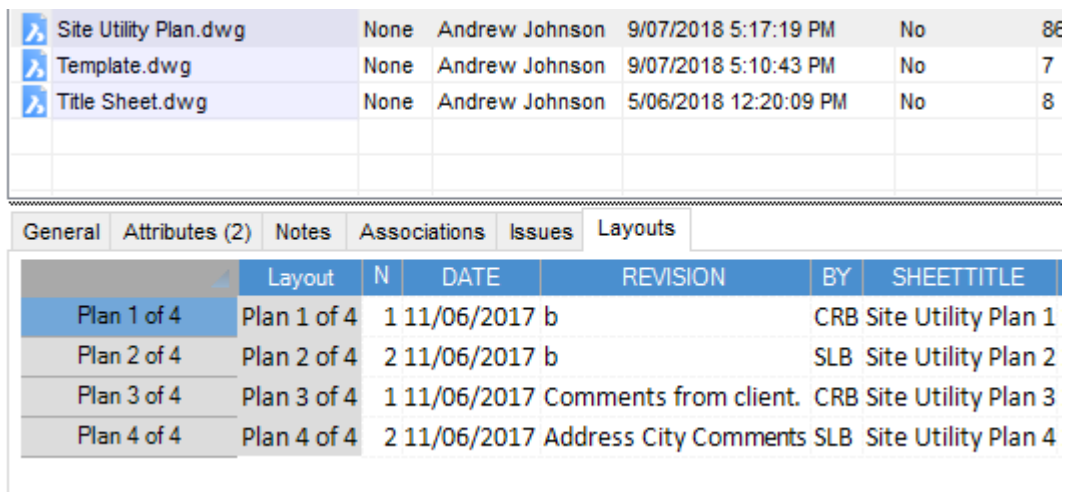 Site Utility Plan.dwg None Andrew Johnson 9/07/2018 5:17:19 PM No 86
Template.dwg None Andrew Johnson 9/07/2018 5:10:43 PM No 7
Title Sheet.dwg None Andrew Johnson 5/06/2018 12:20:09 PM No 8
General Attributes (2) Notes Associations Issues Layouts
Layout N DATE REVISION BY SHEETTITLE
Plan 1 of 4 Plan 1 of 4 1 11/06/2017 b CRB Site Utility Plan 1
Plan 2 of 4 Plan 2 of 4 2 11/06/2017 b SLB Site Utility Plan 2
Plan 3 of 4 Plan 3 of 4 1 11/06/2017 Comments from client. CRB Site Utility Plan 3
Plan 4 of 4 Plan 4 of 4 2 11/06/2017 Address City Comments SLB Site Utility Plan 4